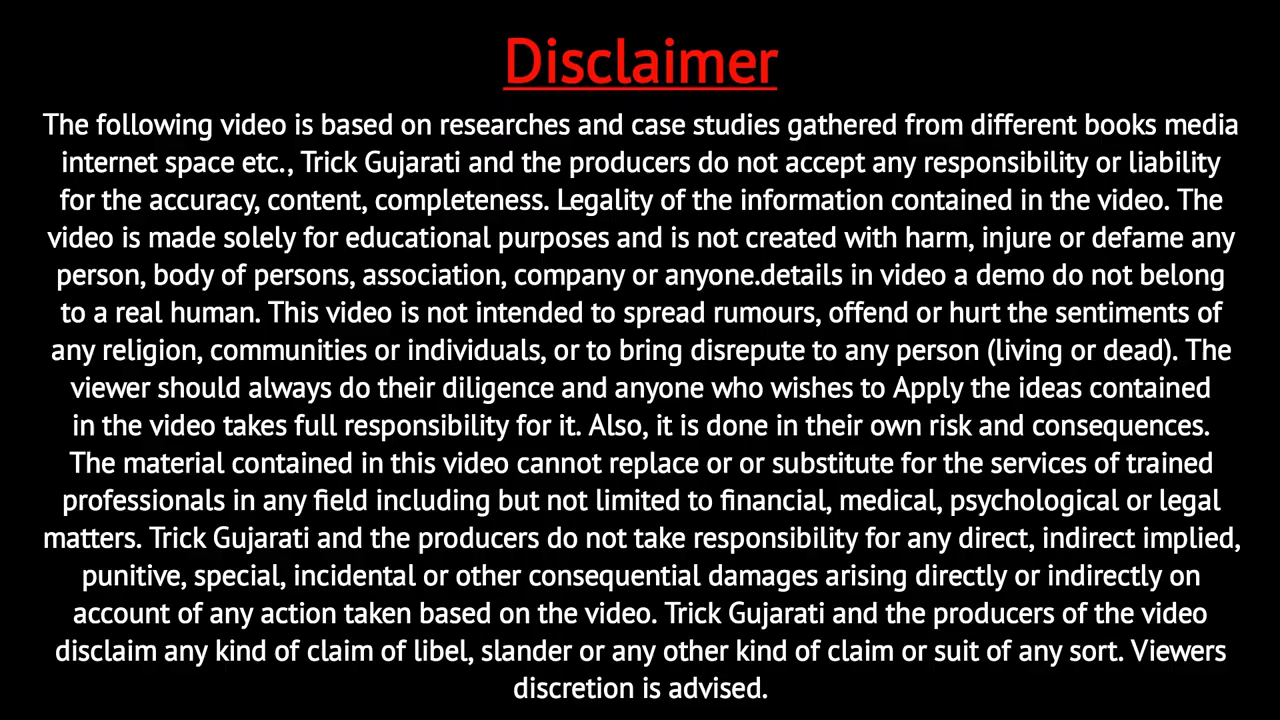 Disclaimer
The following video is based on researches and case studies gathered from different books media
internet space etc., Trick Gujarati and the producers do not accept any responsibility or liability
for the accuracy, content, completeness. Legality of the information contained in the video. The
video is made solely for educational purposes and is not created with harm, injure or defame any
person, body of persons, association, company or anyone.details in video a demo do not belong
to a real human. This video is not intended to spread rumours, offend or hurt the sentiments of
any religion, communities or individuals, or to bring disrepute to any person (living or dead). The
viewer should always do their diligence and anyone who wishes to Apply the ideas contained
in the video takes full responsibility for it. Also, it is done in their own risk and consequences.
The material contained in this video cannot replace or or substitute for the services of trained
professionals in any field including but not limited to financial, medical, psychological or legal
matters. Trick Gujarati and the producers do not take responsibility for any direct, indirect implied,
punitive, special, incidental or other consequential damages arising directly or indirectly on
account of any action taken based on the video. Trick Gujarati and the producers of the video
disclaim any kind of claim of libel, slander or any other kind of claim or suit of any sort. Viewers
discretion is advised.